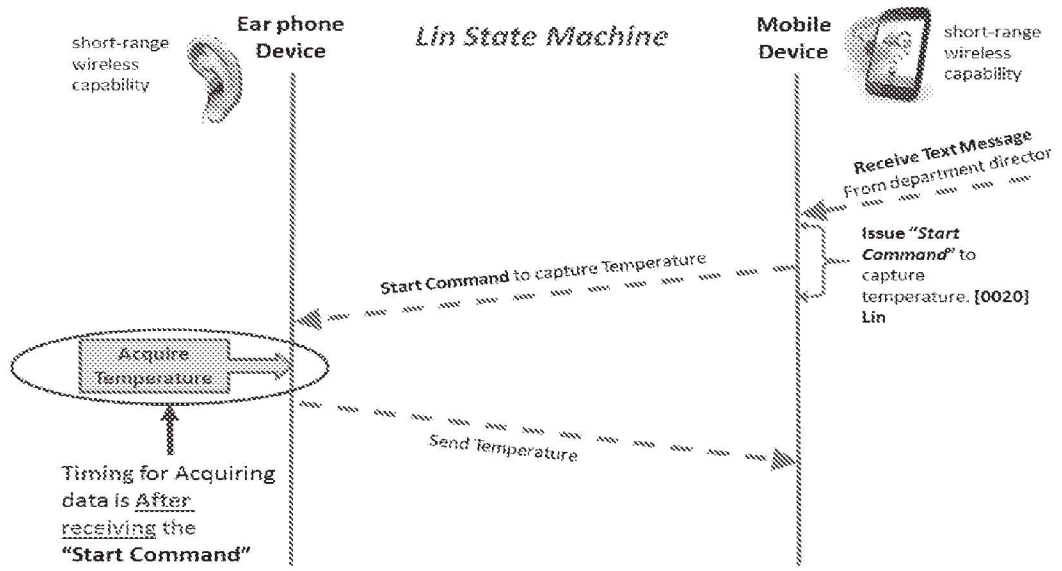 short-range
wireless
capability
Ear phone
Device
Lin State Machine
Mobile
Device
short-range
wireless
capability
Receive Text Message
From department director
Issue “Start
Command” to
capture
temperature. [0020]
Lin
Start Command to capture Temperature
Acquire
Temperature
Send Temperature
Timing for Acquiring
data is After
receiving the
“Start Command”